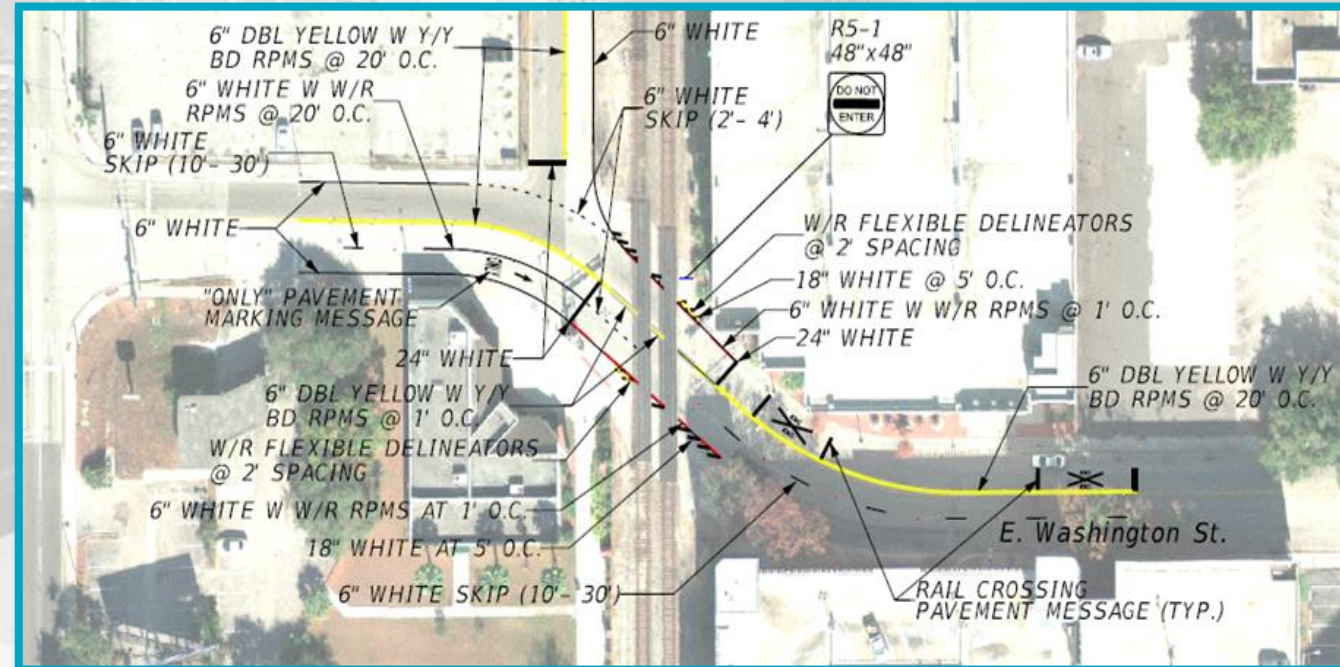 6" DBL YELLOW W Y/Y
BD RPMS @ 20' O.C.
6" WHITE W W/R
RPMS @ 20' O.C.
6" WHITE
SKIP (10'- 30')
6" WHITE
"ONLY" PAVEMENT
MARKING MESSAGE
24" WHITE
6" DBL YELLOW W Y/Y
BD RPMS @ 1' O.C.
W/R FLEXIBLE DELINEATORS
@ 2' SPACING
6" WHITE W W/R RPMS AT 1' O.C.
18" WHITE AT 5' O.C.
6" WHITE SKIP (10'- 30')
6" WHITE
6" WHITE
SKIP (2'- 4')
R5-1
48"x48"
DO NOT
ENTER
W/R FLEXIBLE DELINEATORS
@ 2' SPACING
18" WHITE @ 5' O.C.
6" WHITE W W/R RPMS @ 1' O.C.
24" WHITE
6" DBL YELLOW W Y/Y
BD RPMS @ 20' O.C.
E. Washington St.
RAIL CROSSING
PAVEMENT MESSAGE (TYP.)